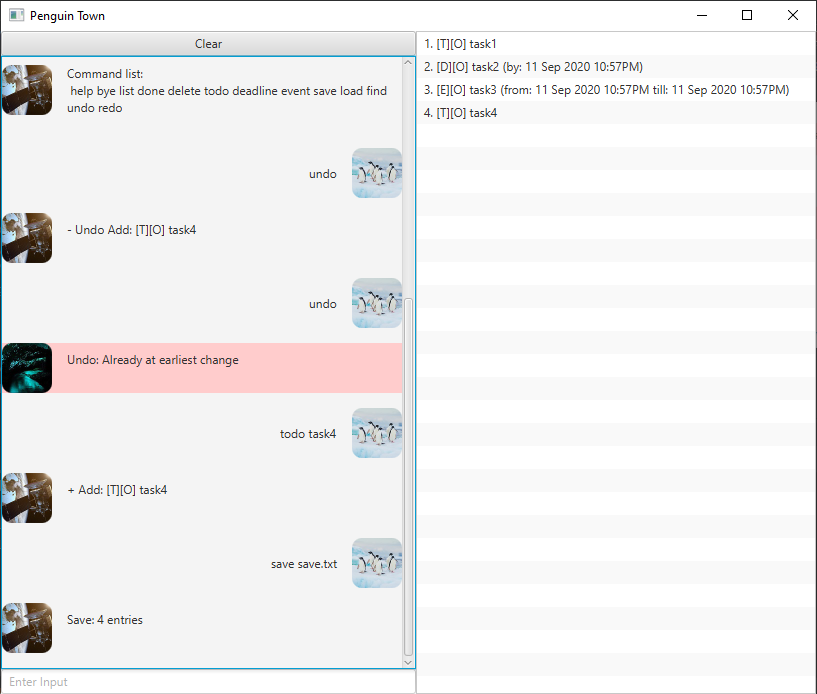 Penguin Town
Clear
Command list:
help bye list done delete todo deadline event save load find
undo redo
undo
- Undo Add: [T][O] task4
undo
Undo: Already at earliest change
todo task4
+ Add: [T][O] task4
save save.txt
Save: 4 entries
Enter Input
1. [T][O] task1
2. [D][O] task2 (by: 11 Sep 2020 10:57PM)
3. [E][O] task3 (from: 11 Sep 2020 10:57PM till: 11 Sep 2020 10:57PM)
4. [T][O] task4